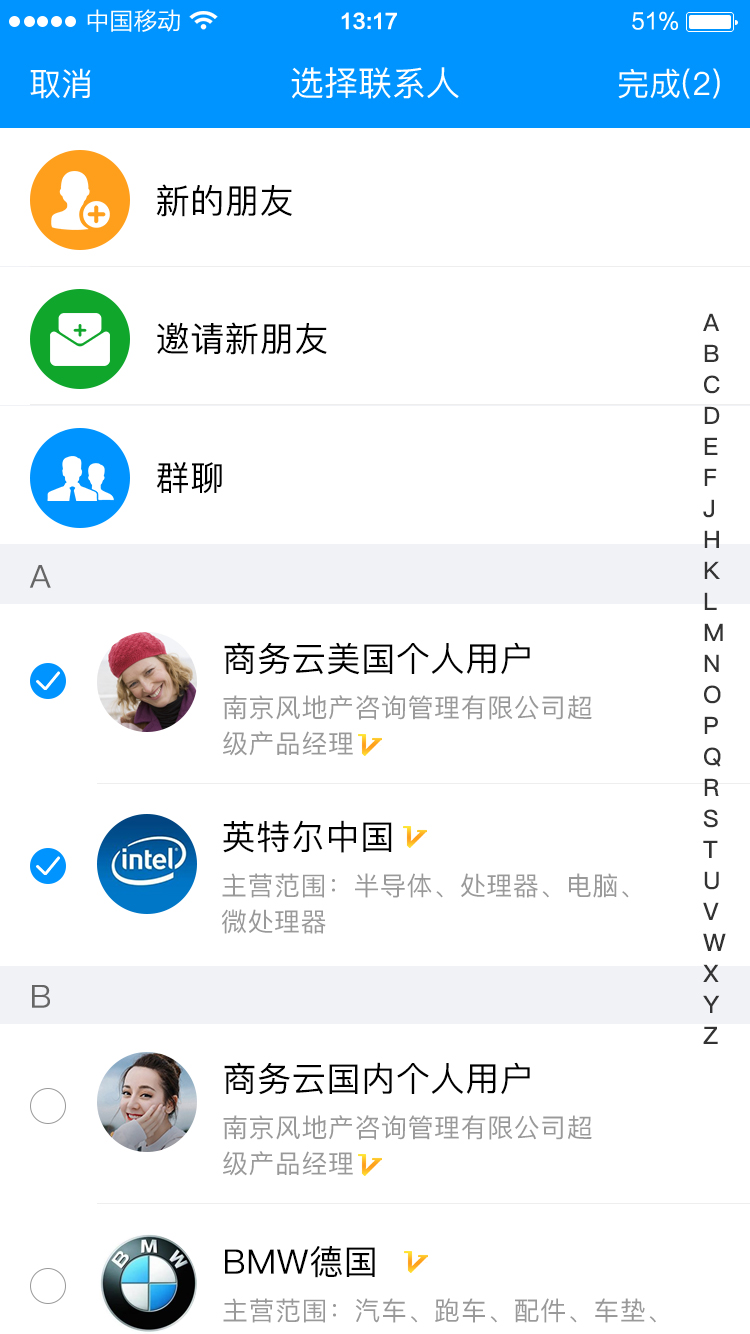 中国移动 13:17 51%
取消 选择联系人 完成(2)
新的朋友
邀请新朋友
群聊
A
商务云美国个人用户
南京风地产咨询管理有限公司超
级产品经理
intel
英特尔中国
主营范围：半导体、处理器、电脑、
微处理器
B
商务云国内个人用户
南京风地产咨询管理有限公司超
级产品经理
BMW
BMW德国
主营范围：汽车、跑车、配件、车垫、
A
B
C
D
E
F
J
H
K
L
M
N
O
P
Q
R
S
T
U
V
W
X
Y
Z